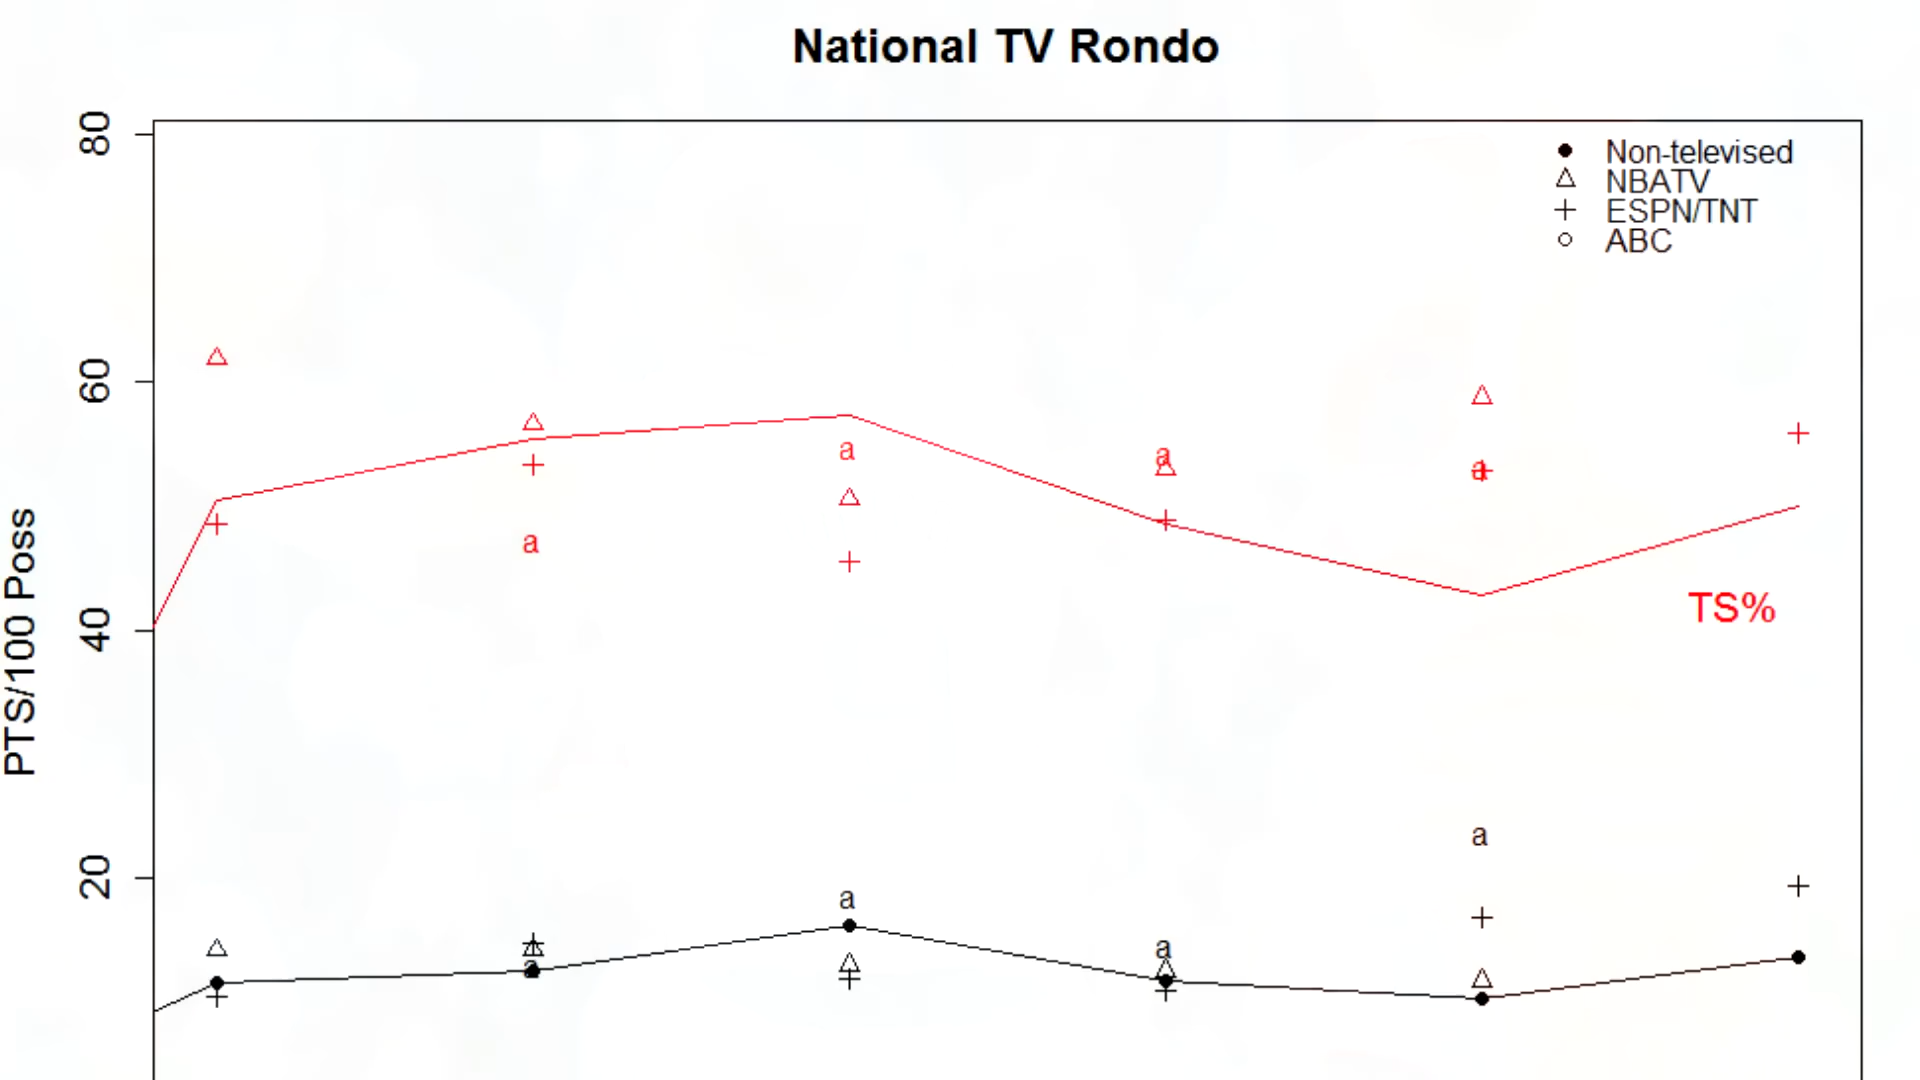 National TV Rondo
80
60
40
20
PTS/100 Poss
Non-televised
NBATV
ESPN/TNT
ABC
a
a
a
a
TS%
a
a
a
a